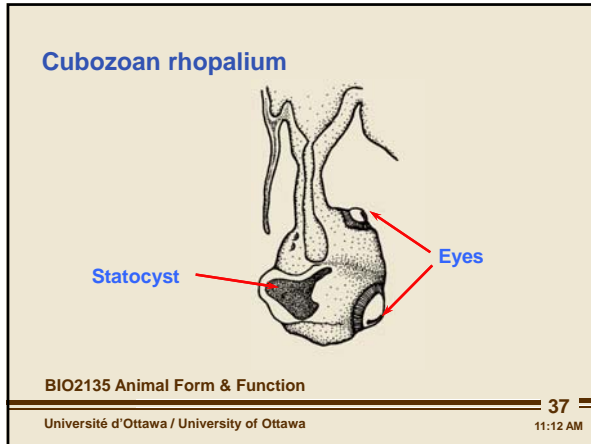 Cubozoan rhopalium
Eyes
Statocyst
BIO2135 Animal Form & Function
37
Université d'Ottawa / University of Ottawa
11:12 AM